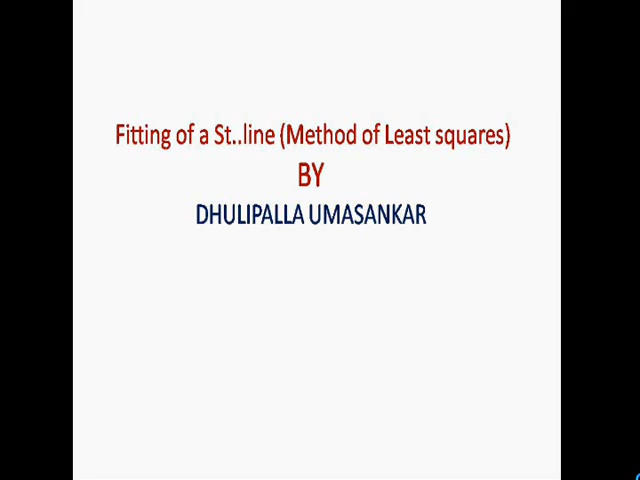 Fitting of a St..line (Method of Least squares)
BY
DHULIPALLA UMASANKAR